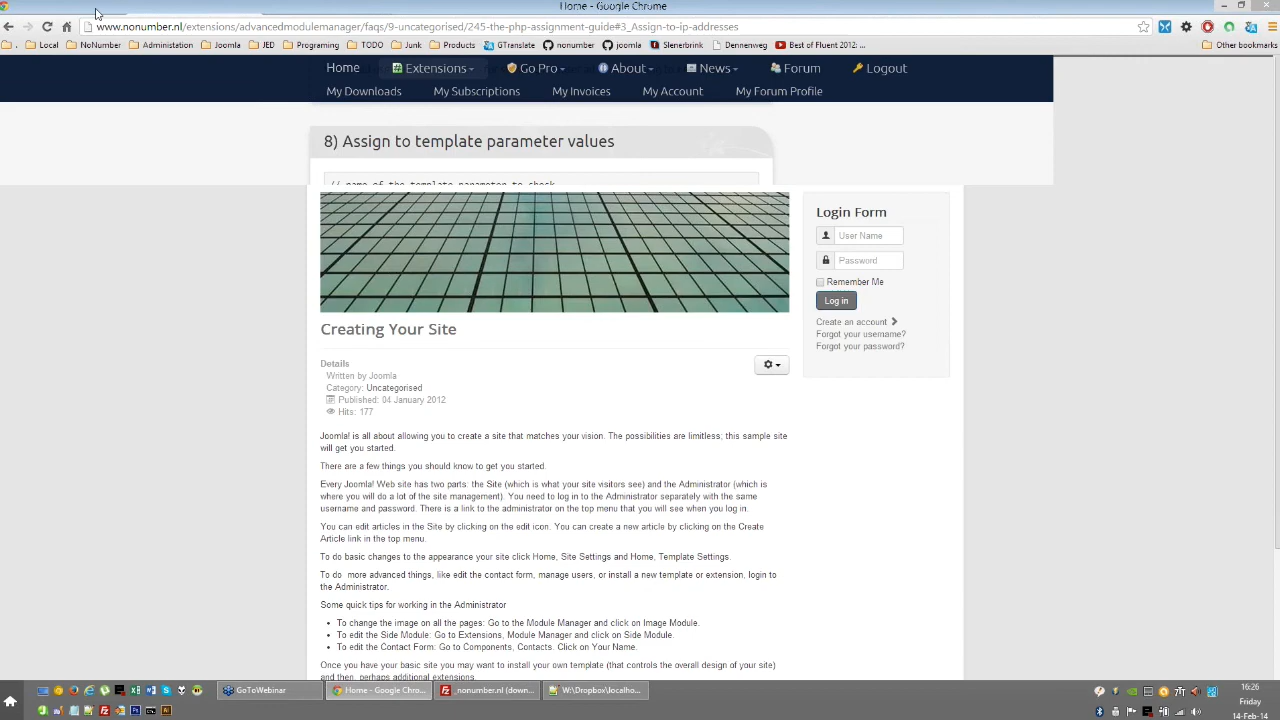 Home - Google Chrome
www.nonumber.nl/extensions/advancedmodulemanager/faqs/9-uncategorised/245-the-php-assignment-guide#3_Assign-to-ip-addresses
Local NoNumber Administration Joomla JED Programing TODO Junk Domeinen GTranslate nonumber joomla Slenerbrink Dennenweg Best of Fluent 2012: ... Other bookmarks
Home Extensions Go Pro About News Forum Logout
My Downloads My Subscriptions My Invoices My Account My Forum Profile
8) Assign to template parameter values
// name of the template parameter to check
Login Form
User Name
Password
Remember Me
Log in
Create an account
Forgot your username?
Forgot your password?
Creating Your Site
Details
Written by Joomla
Category: Uncategorised
Published: 04 January 2012
Hits: 177
Joomla! is all about allowing you to create a site that matches your vision. The possibilities are limitless; this sample site
will get you started.
There are a few things you should know to get you started.
Every Joomla! Web site has two parts: the Site (which is what your site visitors see) and the Administrator (which is
where you will do a lot of the site management). You need to log in to the Administrator separately with the same
username and password. There is a link to the administrator on the top menu that you will see when you log in.
You can edit articles in the Site by clicking on the edit icon. You can create a new article by clicking on the Create
Article link in the top menu.
To do basic changes to the appearance your site click Home, Site Settings and Home, Template Settings.
To do more advanced things, like edit the contact form, manage users, or install a new template or extension, login to
the Administrator.
Some quick tips for working in the Administrator
To change the image on all the pages: Go to the Module Manager and click on Image Module.
To edit the Side Module: Go to Extensions, Module Manager and click on Side Module.
To edit the Contact Form: Go to Components, Contacts. Click on Your Name.
Once you have your basic site you may want to install your own template (that controls the overall design of your site)
and then, perhaps additional extensions.
GoToWebinar Home - Google Chro... _nonumber.nl (down... W:\Dropbox\localho...
16:26
Friday
14-Feb-14